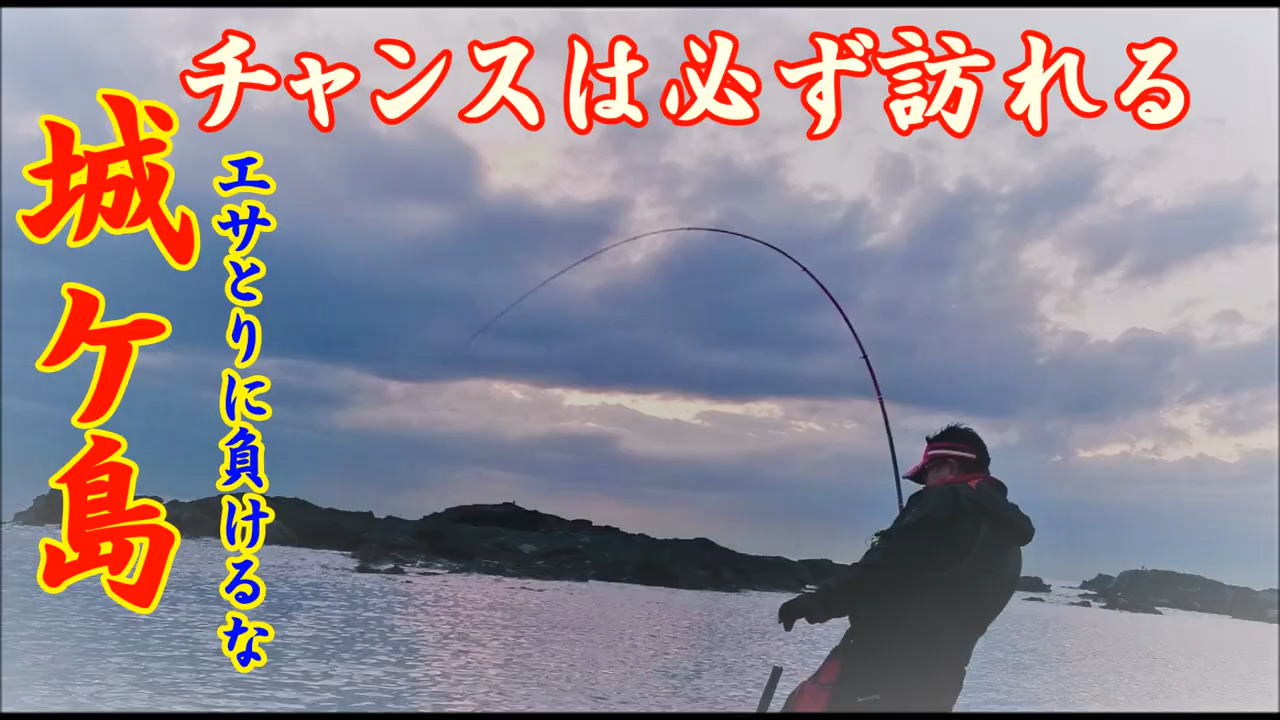 チャンスは必ず訪れる
城ケ島
エサとりに負けるな